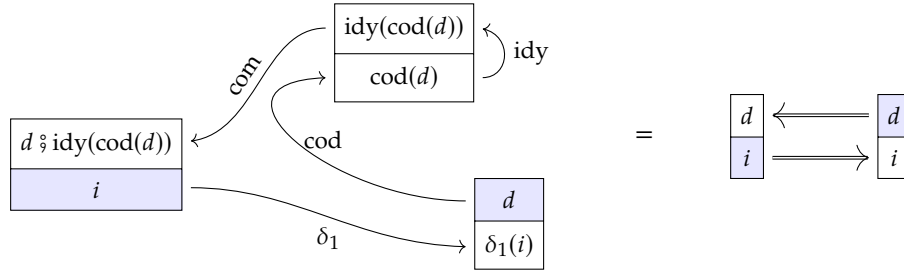 idy(cod(d))
idy
cod(d)
com
cod
d ⨟ idy(cod(d))
i
d
δ₁
δ₁(i)
=
d
d
i
i